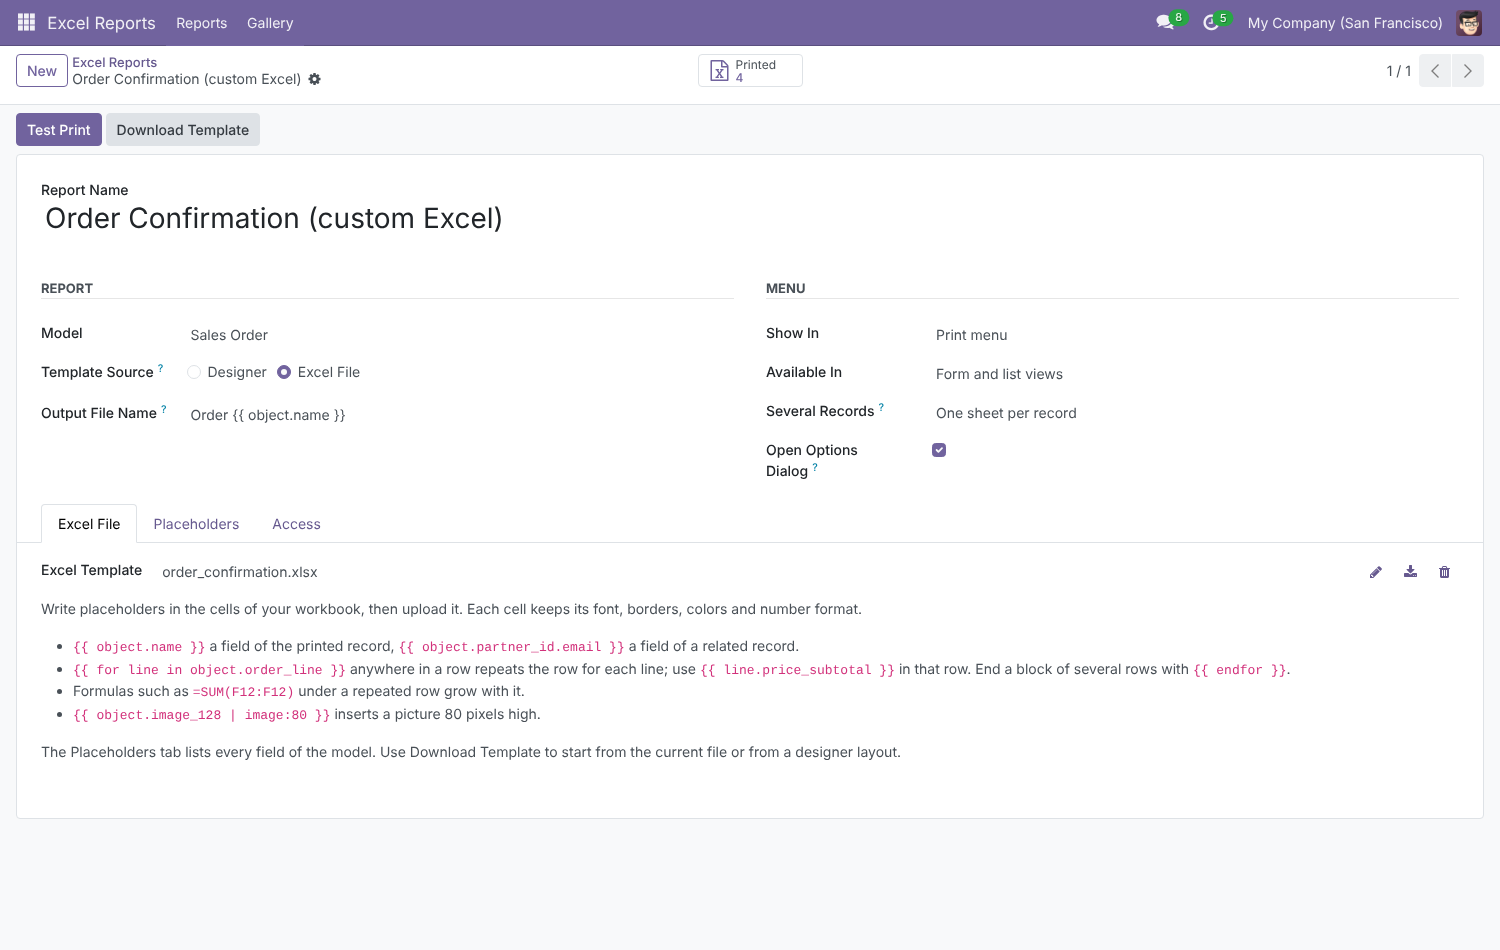 Excel Reports Reports Gallery 8 5 My Company (San Francisco)
New Excel Reports
Order Confirmation (custom Excel)
Printed
4
1 / 1
Test Print Download Template
Report Name
Order Confirmation (custom Excel)
REPORT
Model Sales Order
Template Source ? Designer Excel File
Output File Name ? Order {{ object.name }}
MENU
Show In Print menu
Available In Form and list views
Several Records ? One sheet per record
Open Options
Dialog ?
Excel File Placeholders Access
Excel Template order_confirmation.xlsx
Write placeholders in the cells of your workbook, then upload it. Each cell keeps its font, borders, colors and number format.
• {{ object.name }} a field of the printed record, {{ object.partner_id.email }} a field of a related record.
• {{ for line in object.order_line }} anywhere in a row repeats the row for each line; use {{ line.price_subtotal }} in that row. End a block of several rows with {{ endfor }}.
• Formulas such as =SUM(F12:F12) under a repeated row grow with it.
• {{ object.image_128 | image:80 }} inserts a picture 80 pixels high.
The Placeholders tab lists every field of the model. Use Download Template to start from the current file or from a designer layout.